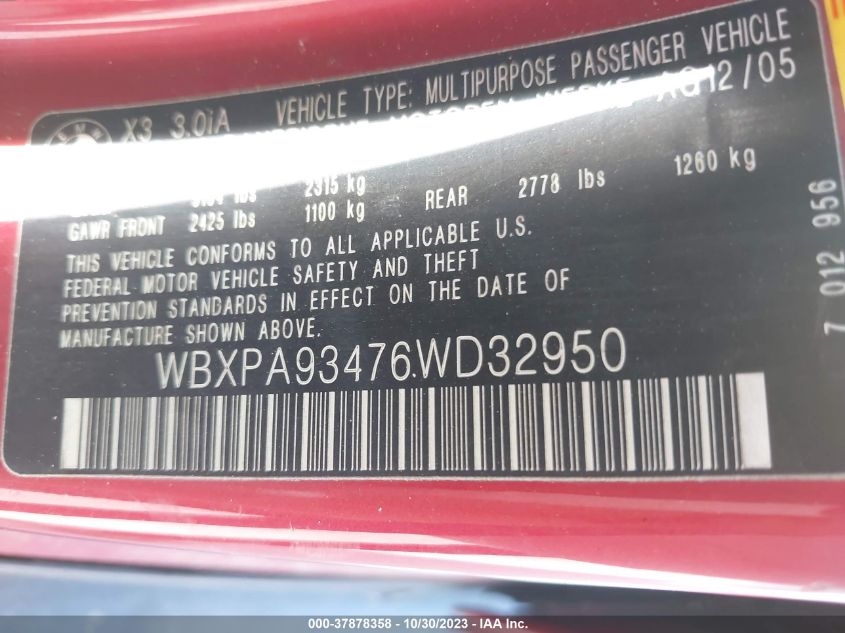 X3 3.0iA VEHICLE TYPE: MULTIPURPOSE PASSENGER VEHICLE
12/05
lbs 2315 kg
GAWR FRONT 2425 lbs 1100 kg REAR 2778 lbs 1260 kg
THIS VEHICLE CONFORMS TO ALL APPLICABLE U.S.
FEDERAL MOTOR VEHICLE SAFETY AND THEFT
PREVENTION STANDARDS IN EFFECT ON THE DATE OF
MANUFACTURE SHOWN ABOVE.
WBXPA93476WD32950
7 012 956
000-37878358 - 10/30/2023 - IAA Inc.